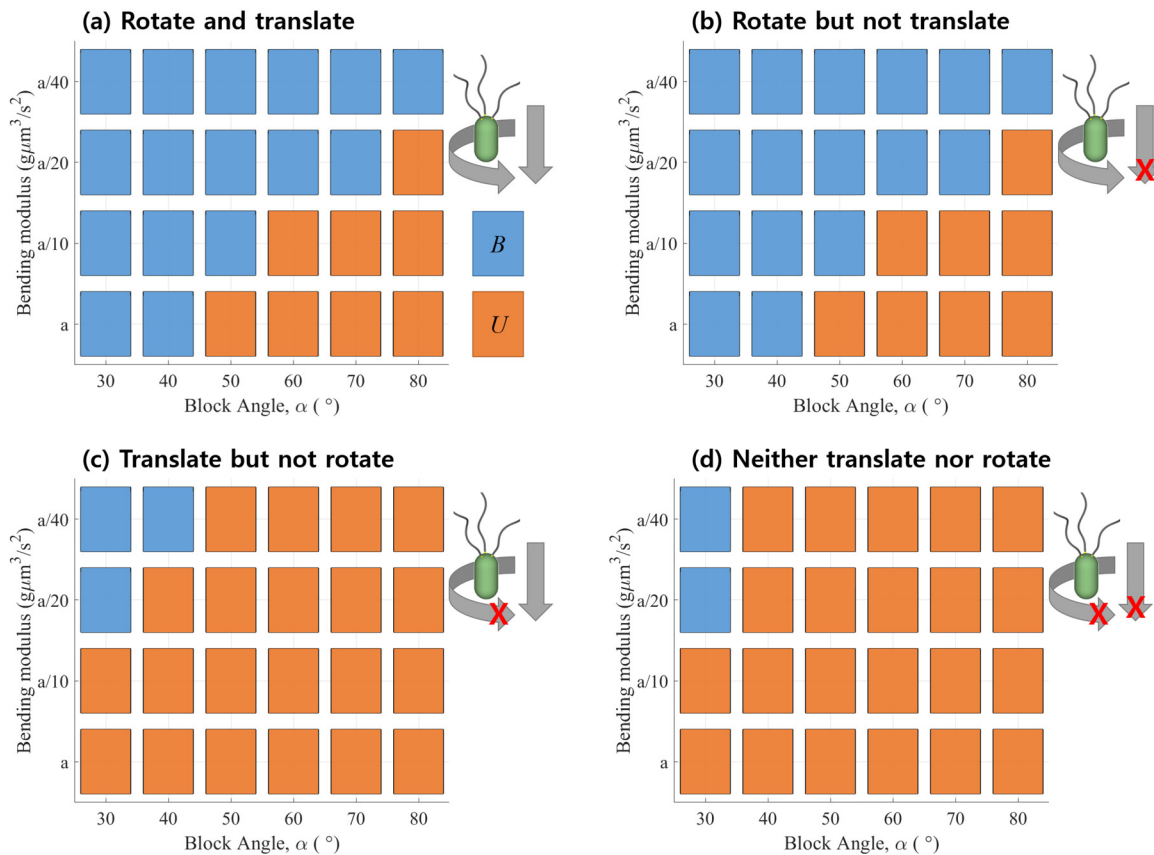 (a) Rotate and translate
Bending modulus (gμm³/s²)
a/40
a/20
a/10
a
30 40 50 60 70 80
Block Angle, α ( °)
B
U
X
(b) Rotate but not translate
Bending modulus (gμm³/s²)
a/40
a/20
a/10
a
30 40 50 60 70 80
Block Angle, α ( °)
X
(c) Translate but not rotate
Bending modulus (gμm³/s²)
a/40
a/20
a/10
a
30 40 50 60 70 80
Block Angle, α ( °)
X
(d) Neither translate nor rotate
Bending modulus (gμm³/s²)
a/40
a/20
a/10
a
30 40 50 60 70 80
Block Angle, α ( °)
X X